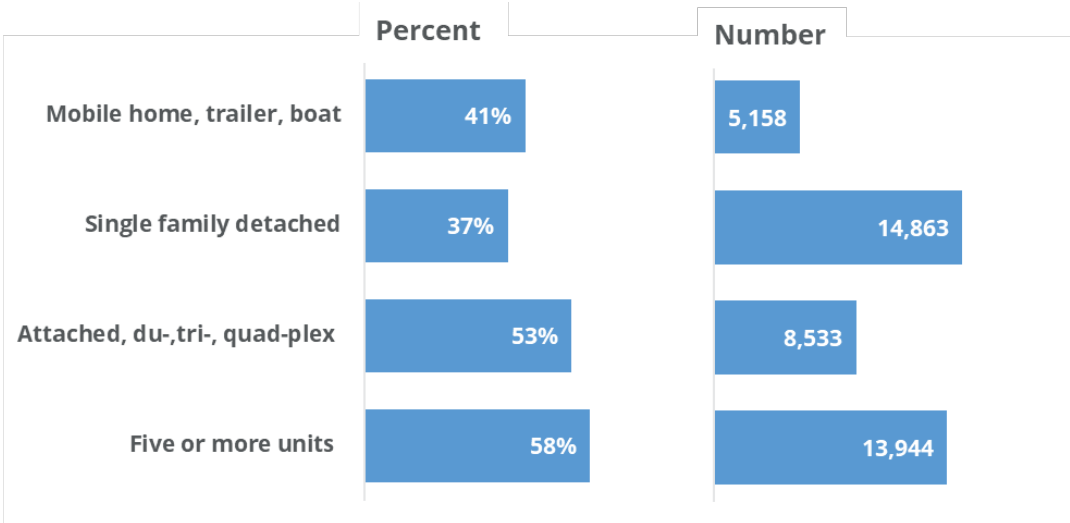 Percent Number
Mobile home, trailer, boat 41% 5,158
Single family detached 37% 14,863
Attached, du-,tri-, quad-plex 53% 8,533
Five or more units 58% 13,944